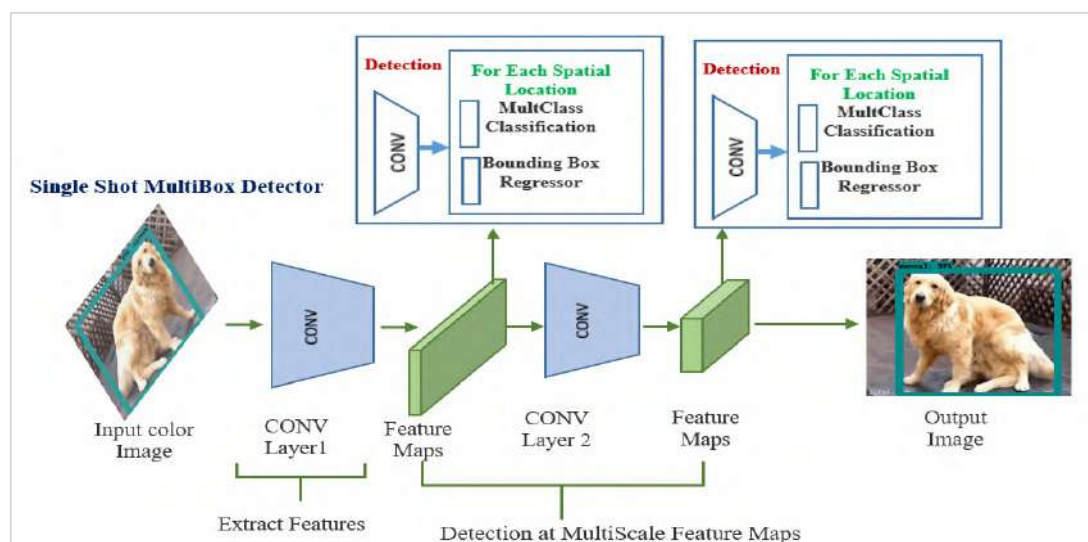 Detection
For Each Spatial
Location
MultClass
Classification
Bounding Box
Regressor
CONV
Detection
For Each Spatial
Location
MultClass
Classification
Bounding Box
Regressor
CONV
Single Shot MultiBox Detector
CONV
CONV
Input color
Image
CONV
Layer1
Feature
Maps
CONV
Layer 2
Feature
Maps
Output
Image
Extract Features
Detection at MultiScale Feature Maps